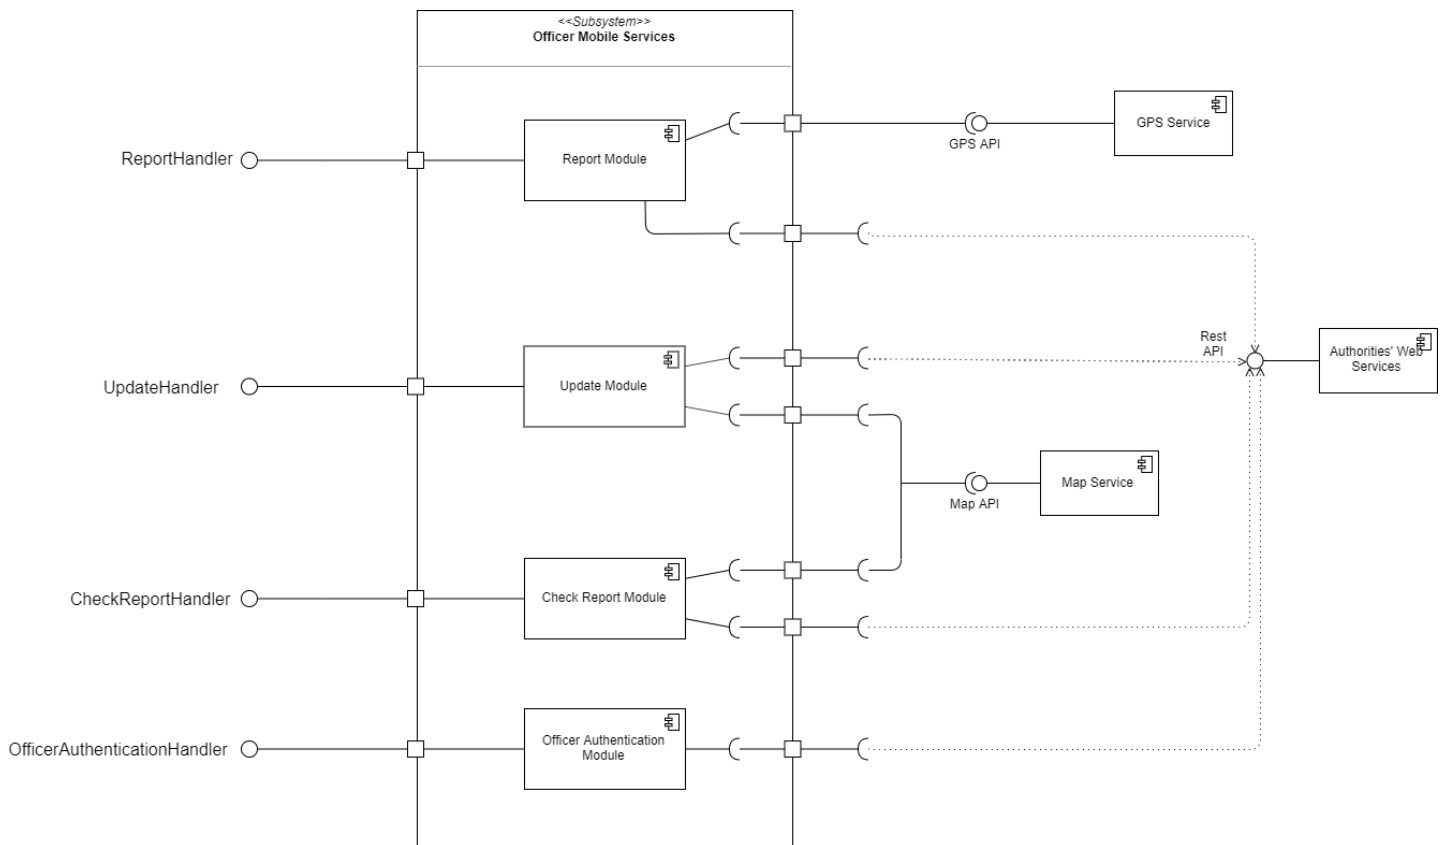 <<Subsystem>>
Officer Mobile Services
GPS Service
GPS API
ReportHandler
Report Module
Rest
API
Authorities' Web
Services
UpdateHandler
Update Module
Map Service
Map API
CheckReportHandler
Check Report Module
OfficerAuthenticationHandler
Officer Authentication
Module